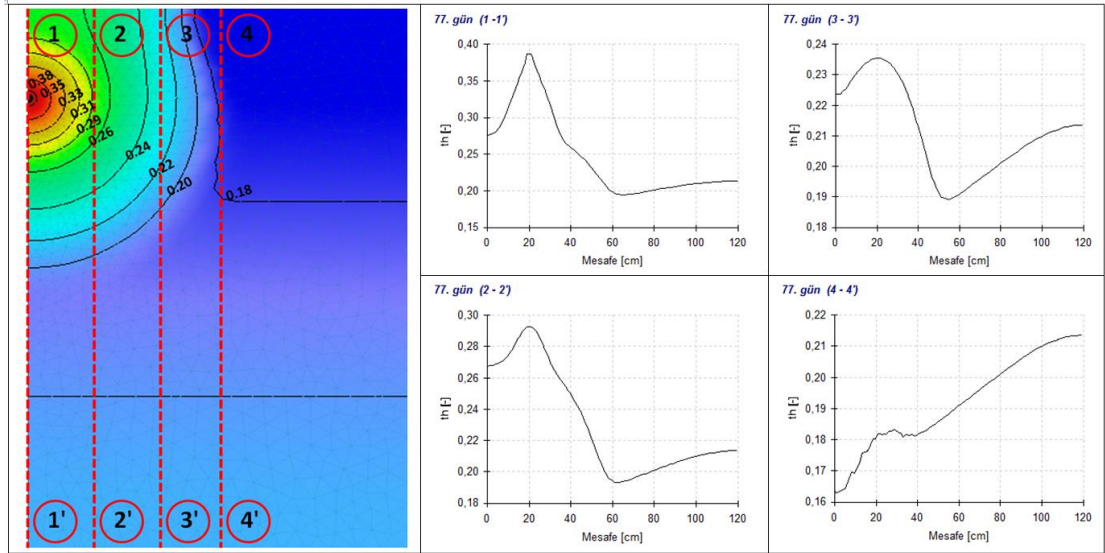 1 2 3 4
0.38
0.35
0.33
0.31
0.29
0.26
0.24
0.22
0.20
0.18
1' 2' 3' 4'
77. gün (1 -1')
0,40
0,35
0,30
0,25
0,20
0,15
th [-]
0 20 40 60 80 100 120
Mesafe [cm]
77. gün (3 - 3')
0,24
0,23
0,22
0,21
0,20
0,19
0,18
th [-]
0 20 40 60 80 100 120
Mesafe [cm]
77. gün (2 - 2')
0,30
0,28
0,26
0,24
0,22
0,20
0,18
th [-]
0 20 40 60 80 100 120
Mesafe [cm]
77. gün (4 - 4')
0,22
0,21
0,20
0,19
0,18
0,17
0,16
th [-]
0 20 40 60 80 100 120
Mesafe [cm]